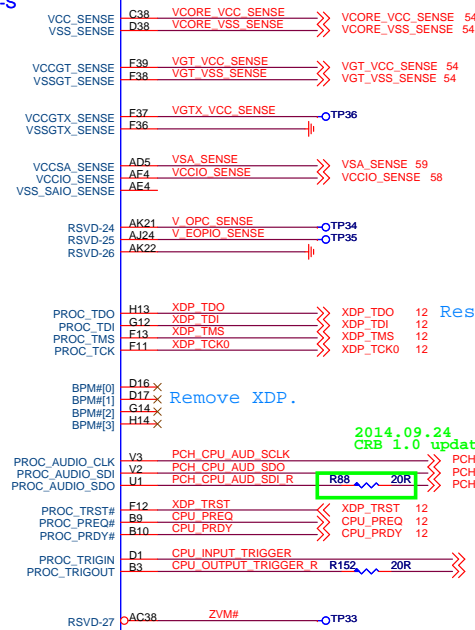 -S
VCC_SENSE C38 VCORE_VCC_SENSE VCORE_VCC_SENSE 54
VSS_SENSE D38 VCORE_VSS_SENSE VCORE_VSS_SENSE 54
VCCGT_SENSE F39 VGT_VCC_SENSE VGT_VCC_SENSE 54
VSSGT_SENSE F38 VGT_VSS_SENSE VGT_VSS_SENSE 54
VCCGTX_SENSE F37 VGTX_VCC_SENSE TP36
VSSGTX_SENSE F36
VCCSA_SENSE AD5 VSA_SENSE VSA_SENSE 59
VCCIO_SENSE AF4 VCCIO_SENSE VCCIO_SENSE 58
VSS_SAIO_SENSE AE4
RSVD-24 AK21 V_OPC_SENSE TP34
RSVD-25 AJ24 V_EOPIO_SENSE TP35
RSVD-26 AK22
PROC_TDO H13 XDP_TDO XDP_TDO 12 Res
PROC_TDI G12 XDP_TDI XDP_TDI 12
PROC_TMS F13 XDP_TMS XDP_TMS 12
PROC_TCK F11 XDP_TCK0 XDP_TCK0 12
BPM#[0] D16
BPM#[1] D17 Remove XDP.
BPM#[2] G14
BPM#[3] H14
2014.09.24
CRB 1.0 updat
PROC_AUDIO_CLK V3 PCH_CPU_AUD_SCLK PCH
PROC_AUDIO_SDI V2 PCH_CPU_AUD_SDO PCH
PROC_AUDIO_SDO U1 PCH_CPU_AUD_SDI_R R88 20R PCH
PROC_TRST# F12 XDP_TRST XDP_TRST 12
PROC_PREQ# B9 CPU_PREQ CPU_PREQ 12
PROC_PRDY# B10 CPU_PRDY CPU_PRDY 12
PROC_TRIGIN D1 CPU_INPUT_TRIGGER
PROC_TRIGOUT B3 CPU_OUTPUT_TRIGGER_R R152 20R
RSVD-27 AC38 ZVM# TP33